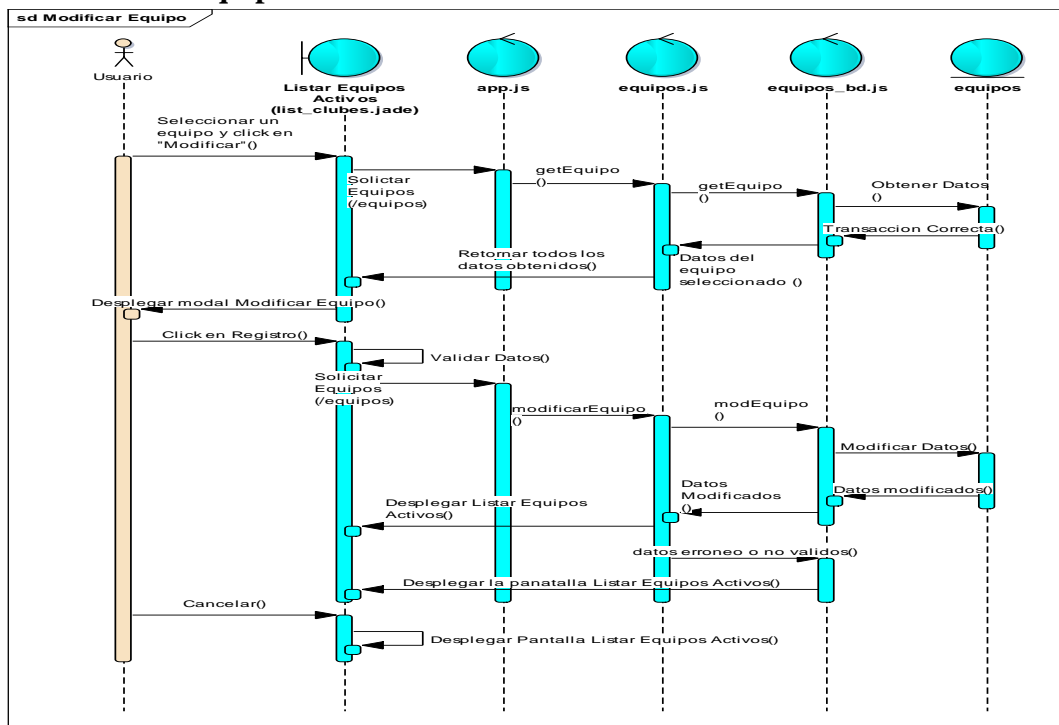 sd Modificar Equipo
Usuario
Listar Equipos
Activos
(list_clubes.jade)
app.js
equipos.js
equipos_bd.js
equipos
Seleccionar un
equipo y click en
"Modificar"()
Solictar
Equipos
(/equipos)
getEquipo
()
getEquipo
()
Obtener Datos
()
Transaccion Correcta()
Datos del
equipo
seleccionado ()
Retornar todos los
datos obtenidos()
Desplegar modal Modificar Equipo()
Click en Registro()
Validar Datos()
Solicitar
Equipos
(/equipos)
modificarEquipo
()
modEquipo
()
Modificar Datos()
Datos modificados()
Datos
Modificados
()
Desplegar Listar Equipos
Activos()
datos erroneo o no validos()
Desplegar la panatalla Listar Equipos Activos()
Cancelar()
Desplegar Pantalla Listar Equipos Activos()